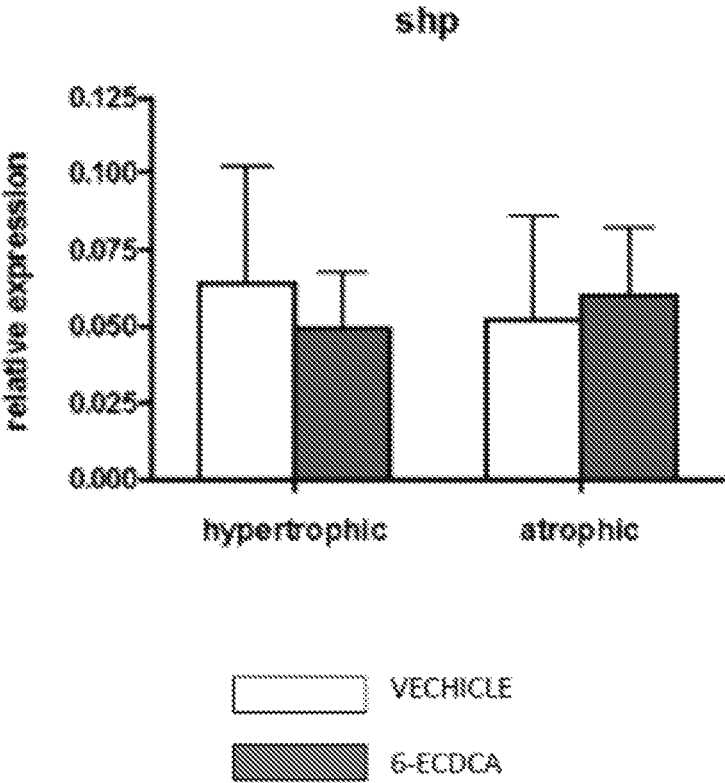 shp
relative expression
0.125
0.100
0.075
0.050
0.025
0.000
hypertrophic atrophic
VECHICLE
6-ECDCA